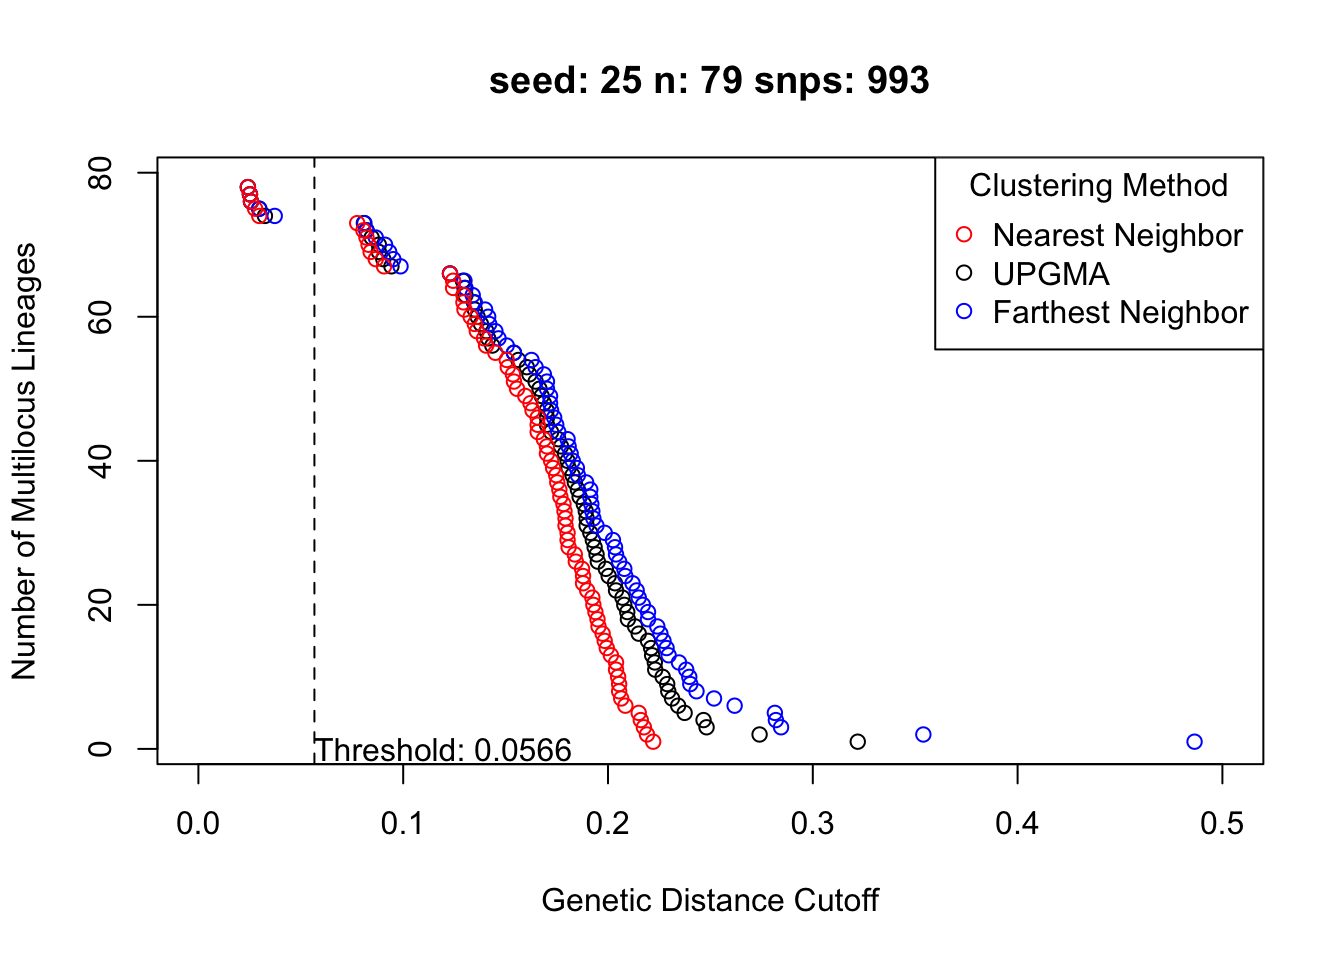 seed: 25 n: 79 snps: 993
Number of Multilocus Lineages
80
60
40
20
0
Clustering Method
Nearest Neighbor
UPGMA
Farthest Neighbor
Threshold: 0.0566
0.0 0.1 0.2 0.3 0.4 0.5
Genetic Distance Cutoff